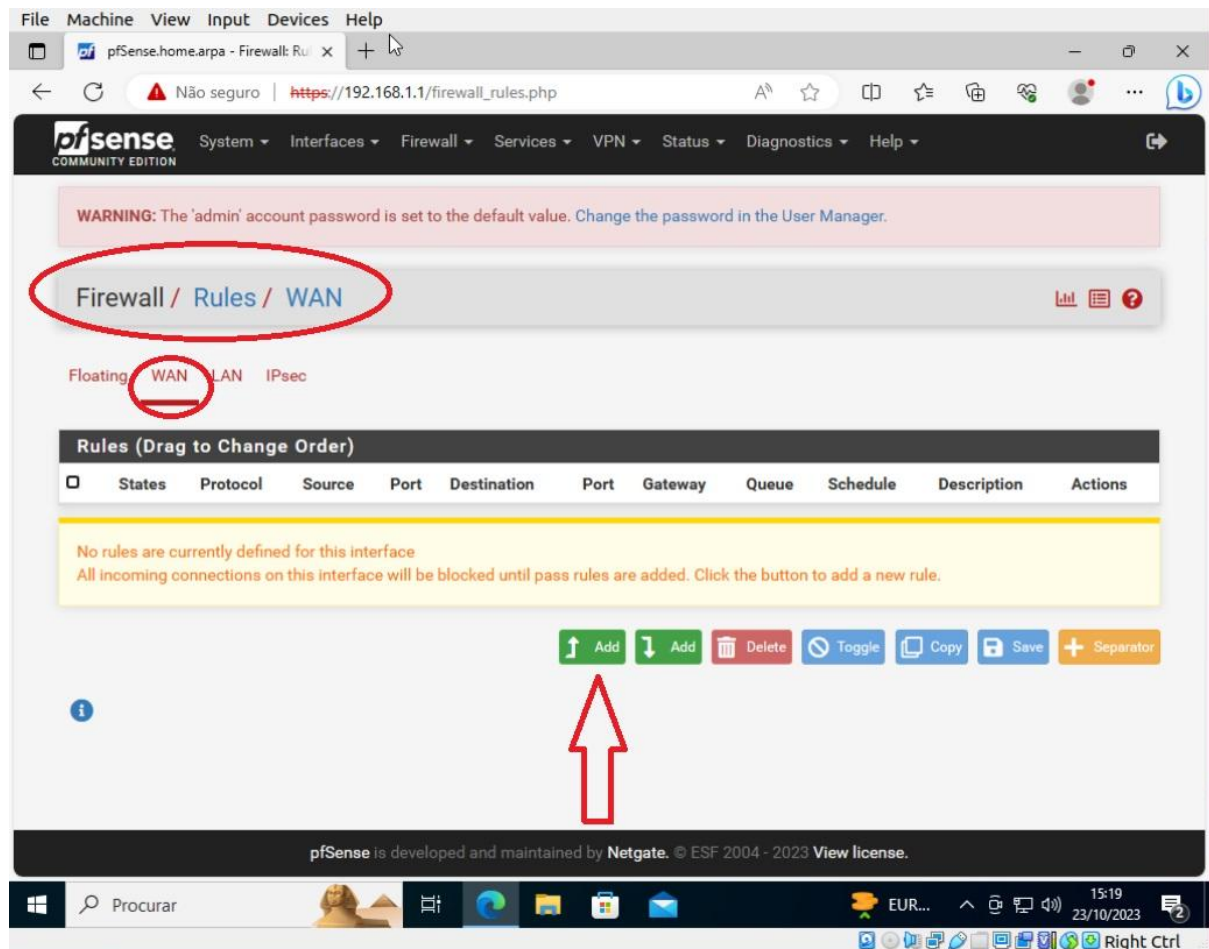 File Machine View Input Devices Help
pfSense.home.arpa - Firewall: Ru
Não seguro https://192.168.1.1/firewall_rules.php
pfsense System Interfaces Firewall Services VPN Status Diagnostics Help
COMMUNITY EDITION
WARNING: The 'admin' account password is set to the default value. Change the password in the User Manager.
Firewall / Rules / WAN
Floating WAN LAN IPsec
Rules (Drag to Change Order)
States Protocol Source Port Destination Port Gateway Queue Schedule Description Actions
No rules are currently defined for this interface
All incoming connections on this interface will be blocked until pass rules are added. Click the button to add a new rule.
Add Add Delete Toggle Copy Save Separator
pfSense is developed and maintained by Netgate. © ESF 2004 - 2023 View license.
Procurar EUR... 15:19
23/10/2023 2
Right Ctrl